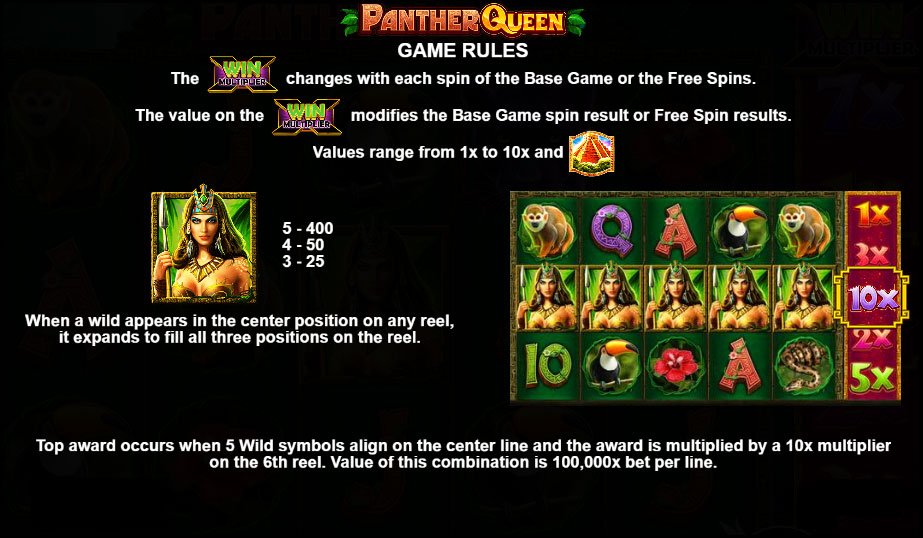 PANTHER QUEEN
GAME RULES
The WIN MULTIPLIER changes with each spin of the Base Game or the Free Spins.
The value on the WIN MULTIPLIER modifies the Base Game spin result or Free Spin results.
Values range from 1x to 10x and
5 - 400
4 - 50
3 - 25
When a wild appears in the center position on any reel,
it expands to fill all three positions on the reel.
Q A 1x
3x
10x
2x
10 A 5x
Top award occurs when 5 Wild symbols align on the center line and the award is multiplied by a 10x multiplier
on the 6th reel. Value of this combination is 100,000x bet per line.